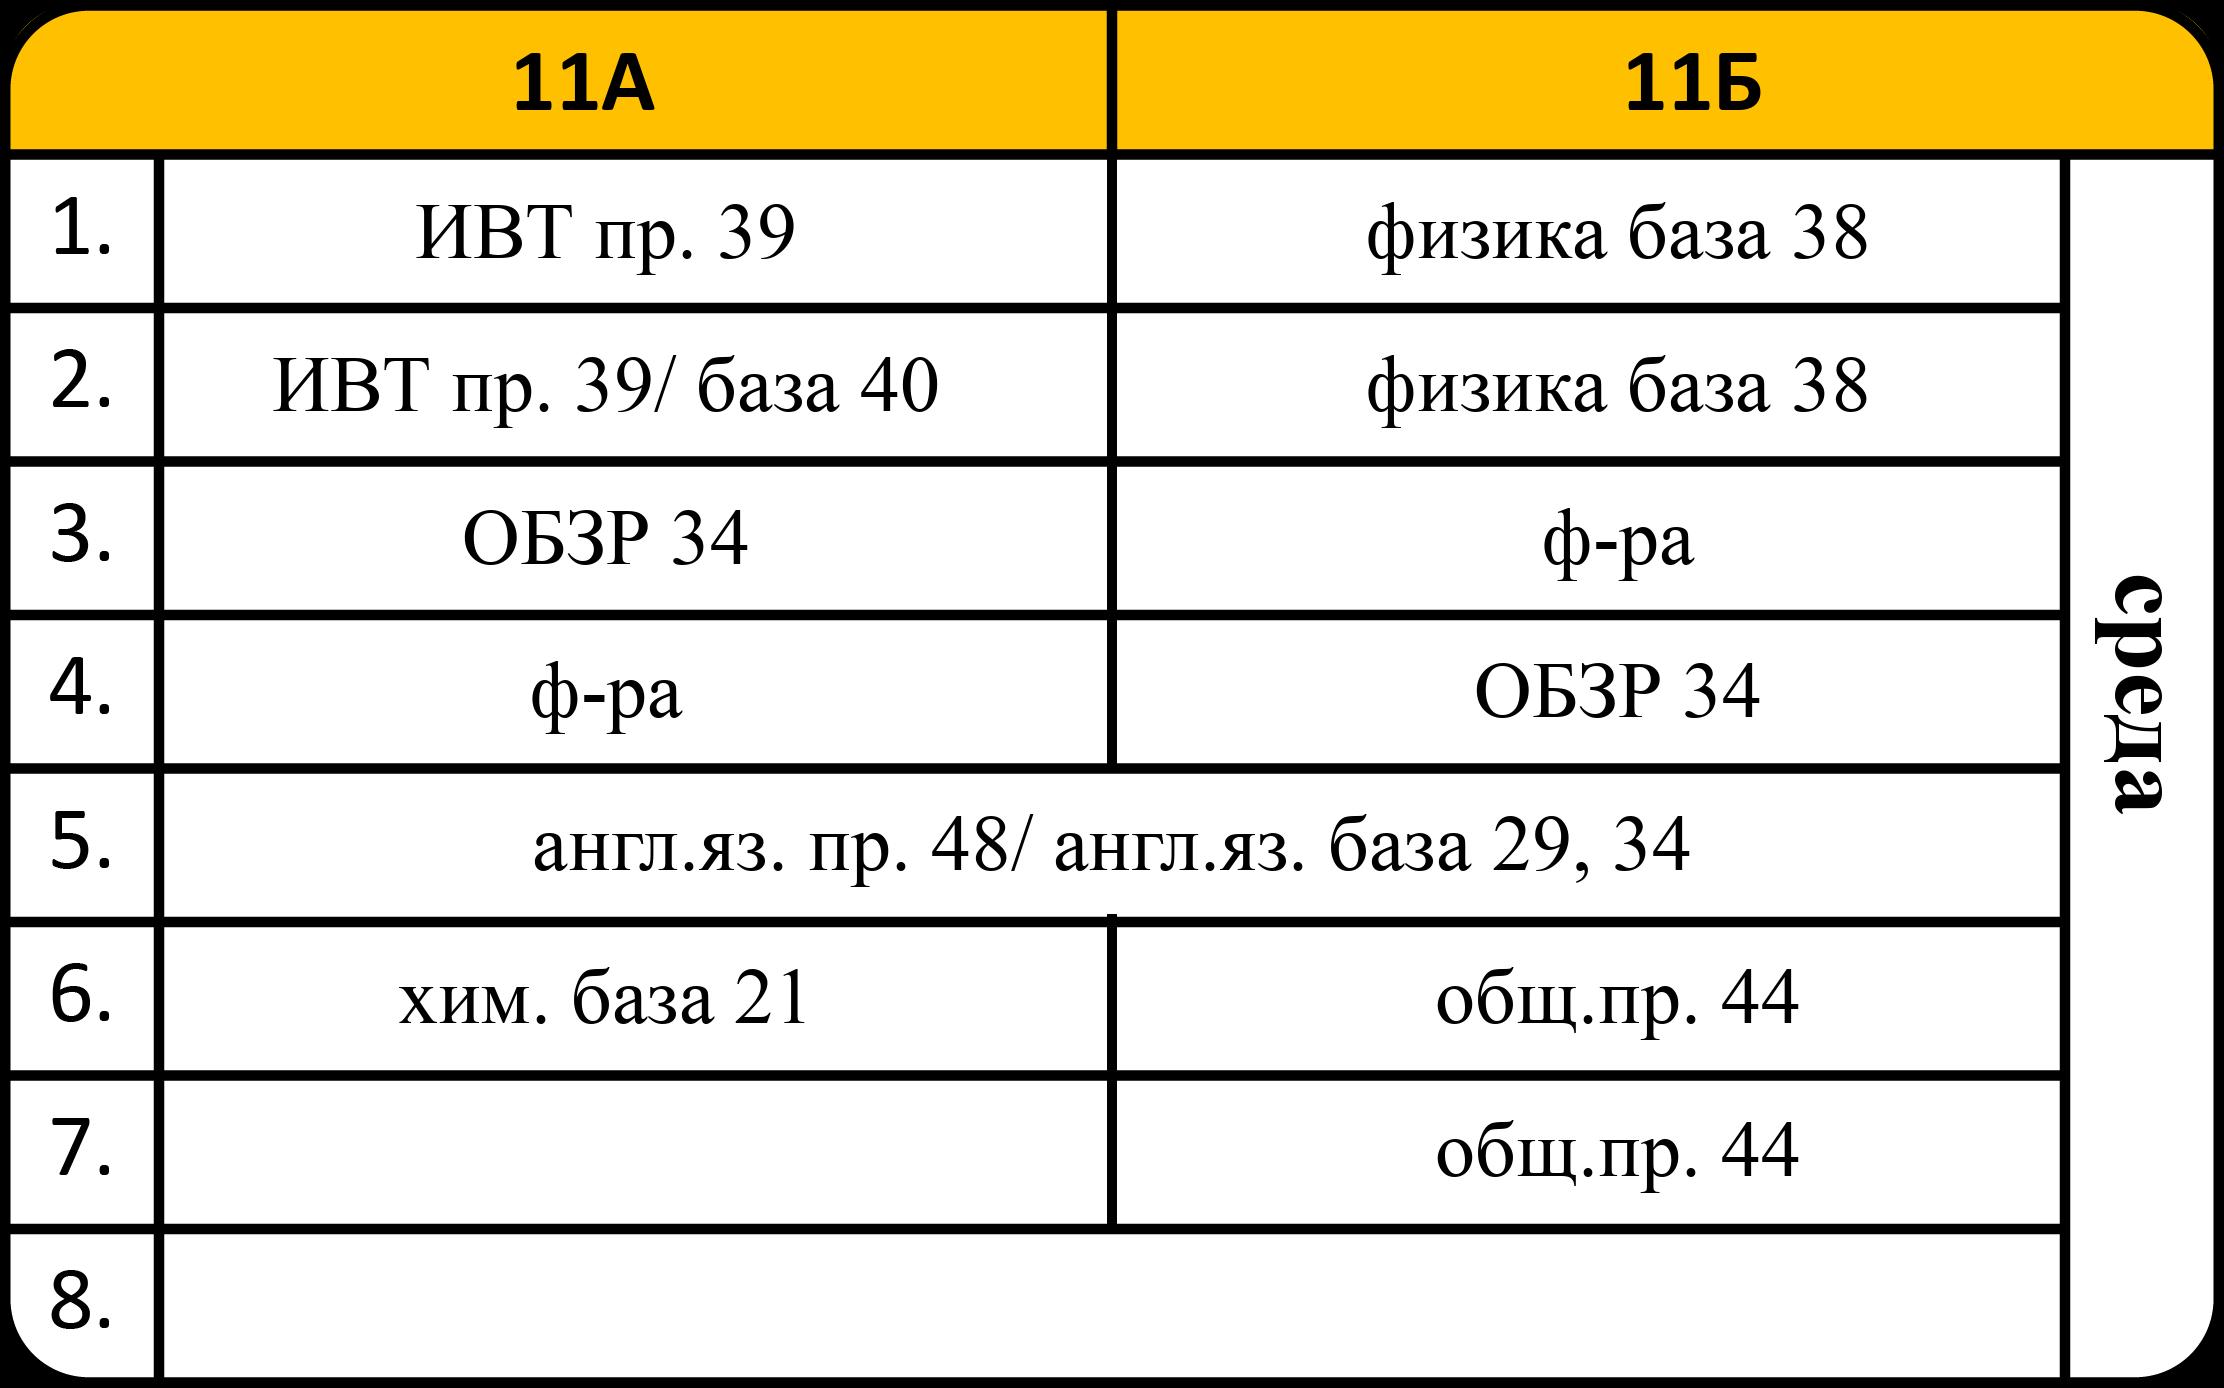 11А 11Б
1. ИВТ пр. 39 физика база 38
2. ИВТ пр. 39/ база 40 физика база 38
3. ОБЗР 34 ф-ра
4. ф-ра ОБЗР 34
5. англ.яз. пр. 48/ англ.яз. база 29, 34
6. хим. база 21 общ.пр. 44
7. общ.пр. 44
8.
среда